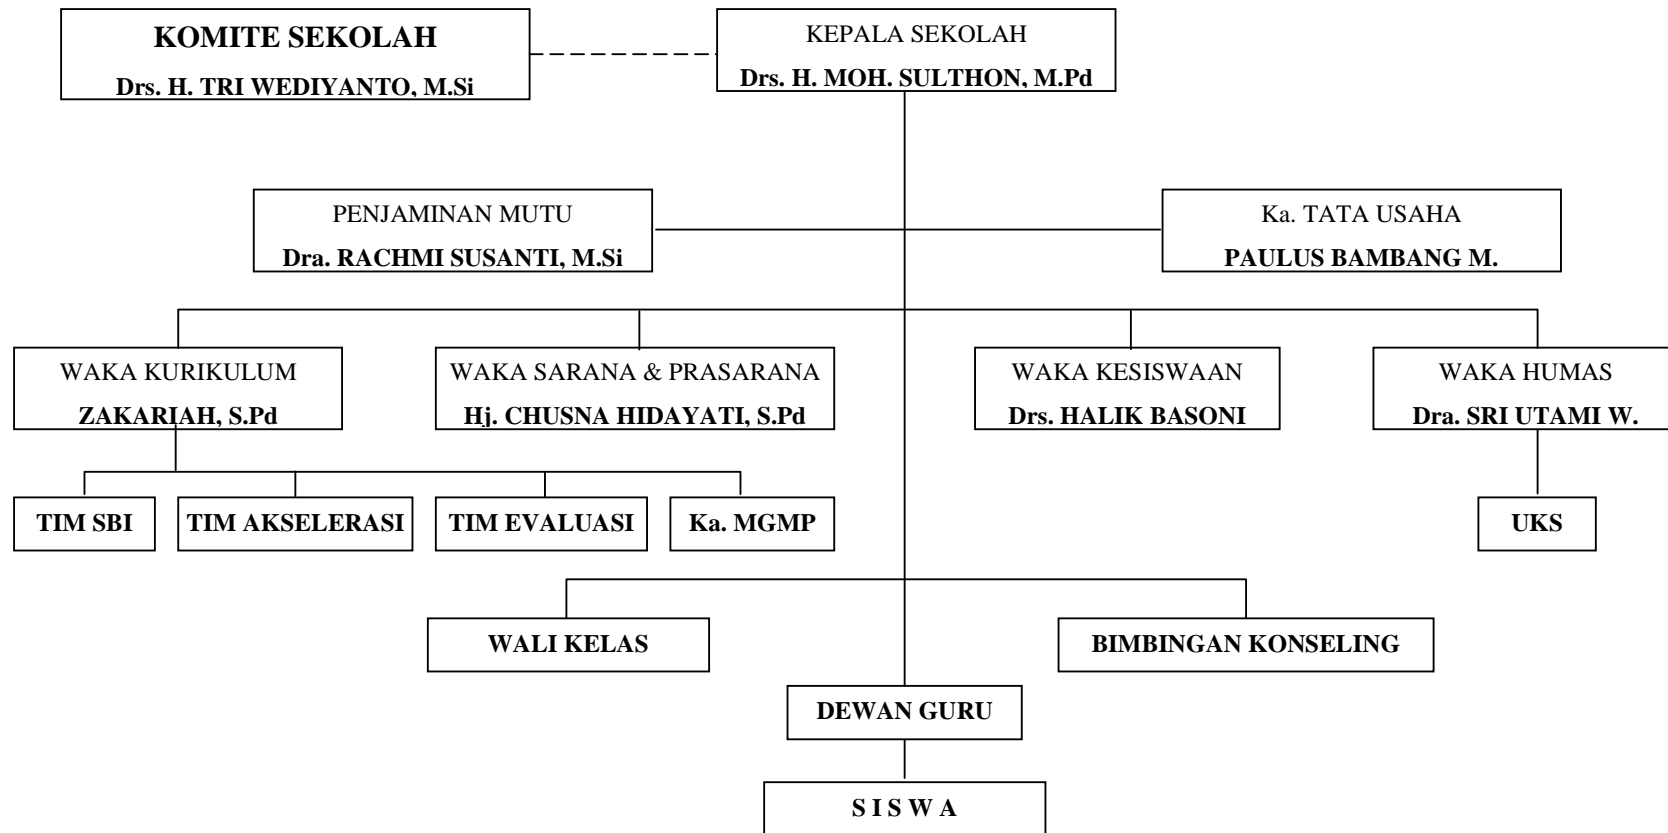 KOMITE SEKOLAH
Drs. H. TRI WEDIYANTO, M.Si
KEPALA SEKOLAH
Drs. H. MOH. SULTHON, M.Pd
PENJAMINAN MUTU
Dra. RACHMI SUSANTI, M.Si
Ka. TATA USAHA
PAULUS BAMBANG M.
WAKA KURIKULUM
ZAKARIAH, S.Pd
WAKA SARANA & PRASARANA
Hj. CHUSNA HIDAYATI, S.Pd
WAKA KESISWAAN
Drs. HALIK BASONI
WAKA HUMAS
Dra. SRI UTAMI W.
TIM SBI
TIM AKSELERASI
TIM EVALUASI
Ka. MGMP
UKS
WALI KELAS
BIMBINGAN KONSELING
DEWAN GURU
S I S W A